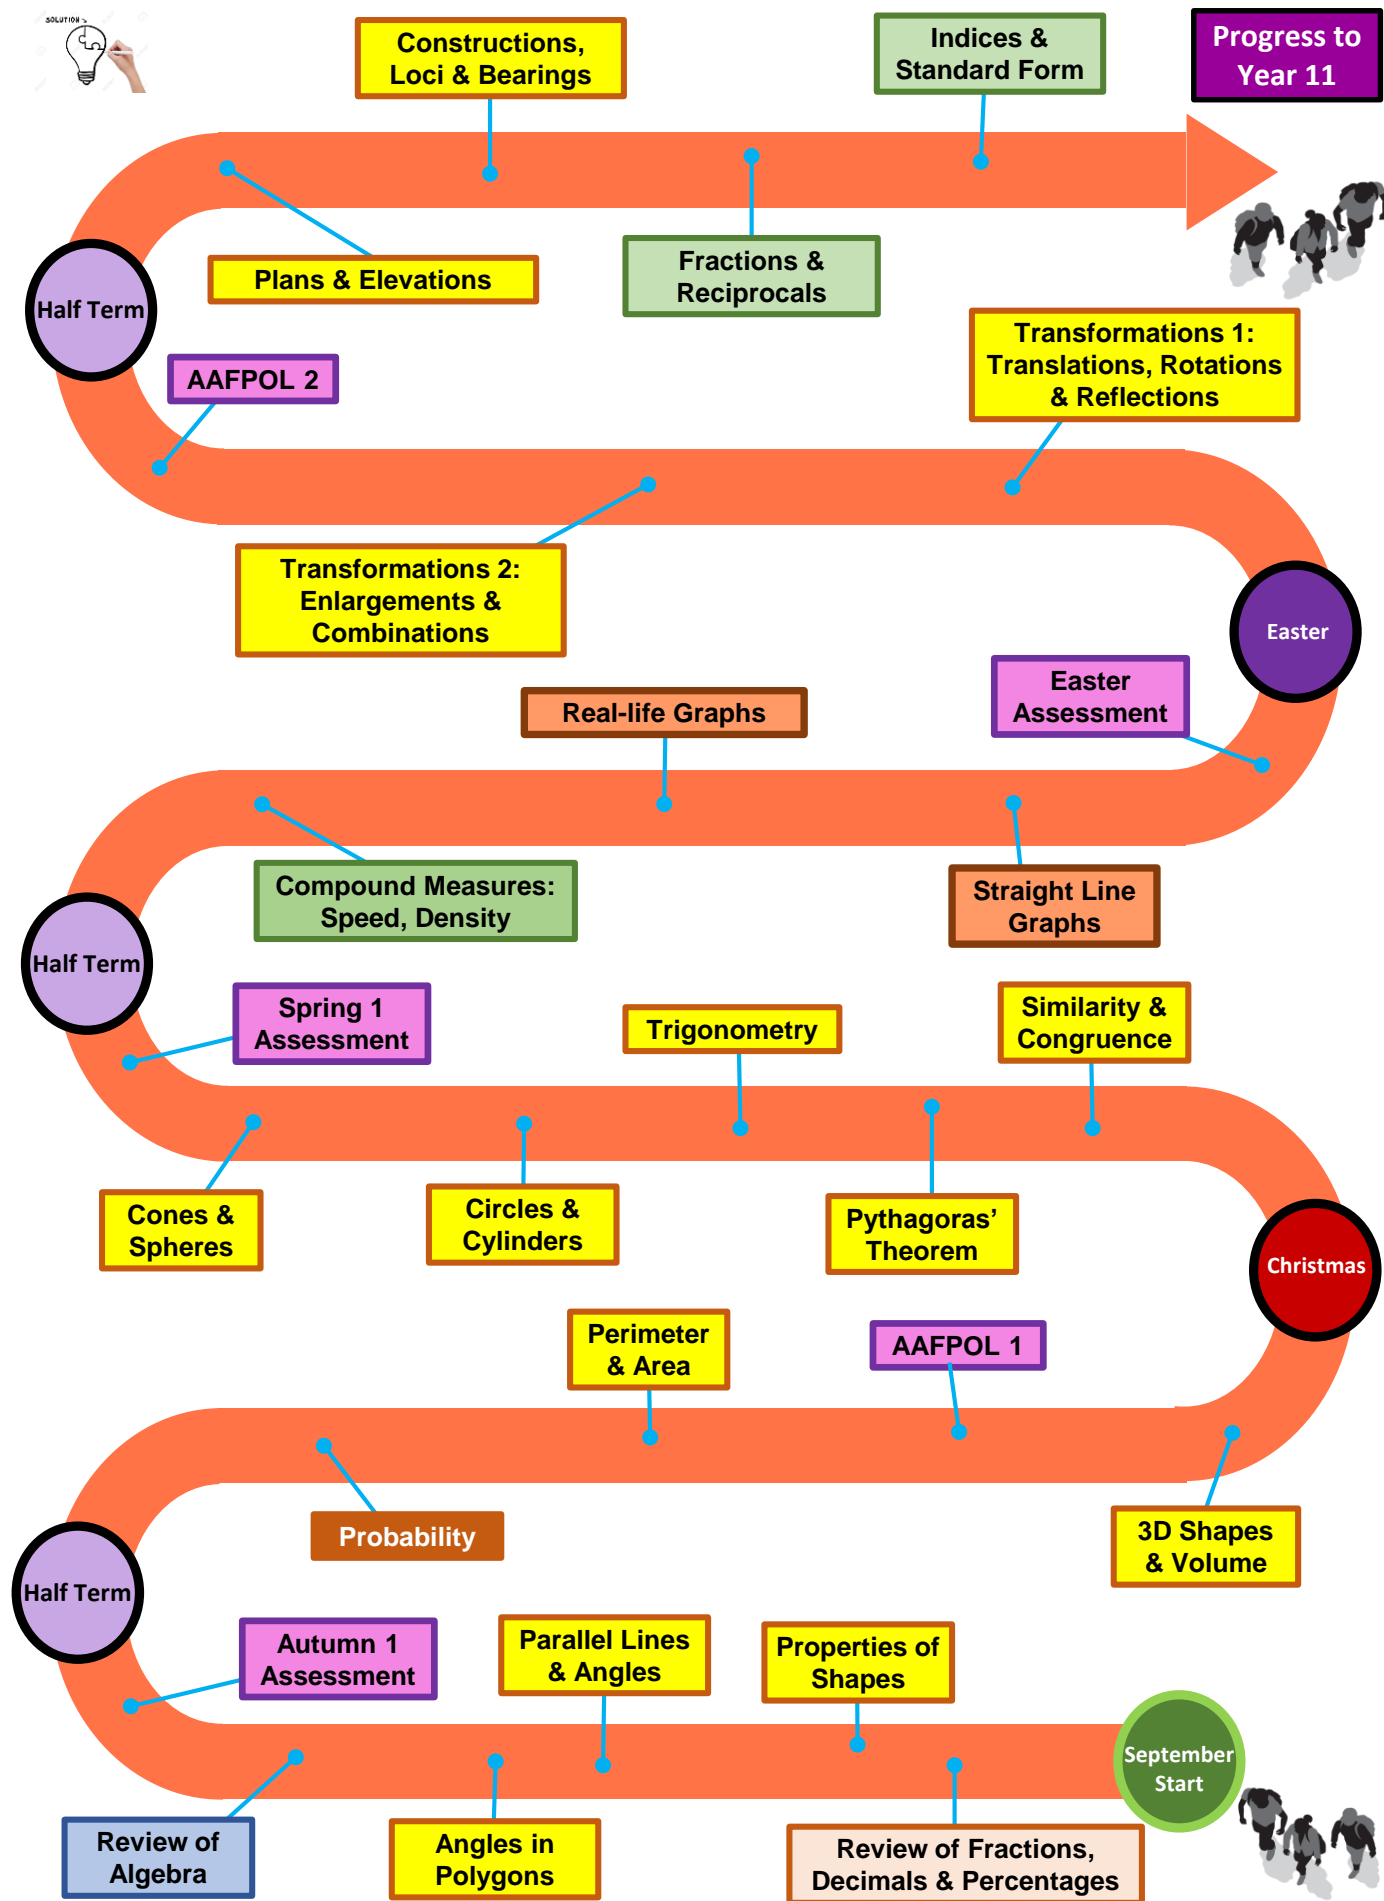 SOLUTION
Constructions,
Loci & Bearings
Indices &
Standard Form
Progress to
Year 11
Plans & Elevations
Fractions &
Reciprocals
Half Term
Transformations 1:
Translations, Rotations
& Reflections
AAFPOL 2
Transformations 2:
Enlargements &
Combinations
Easter
Easter
Assessment
Real-life Graphs
Compound Measures:
Speed, Density
Straight Line
Graphs
Half Term
Spring 1
Assessment
Trigonometry
Similarity &
Congruence
Cones &
Spheres
Circles &
Cylinders
Pythagoras’
Theorem
Christmas
Perimeter
& Area
AAFPOL 1
Probability
3D Shapes
& Volume
Half Term
Autumn 1
Assessment
Parallel Lines
& Angles
Properties of
Shapes
September
Start
Review of
Algebra
Angles in
Polygons
Review of Fractions,
Decimals & Percentages